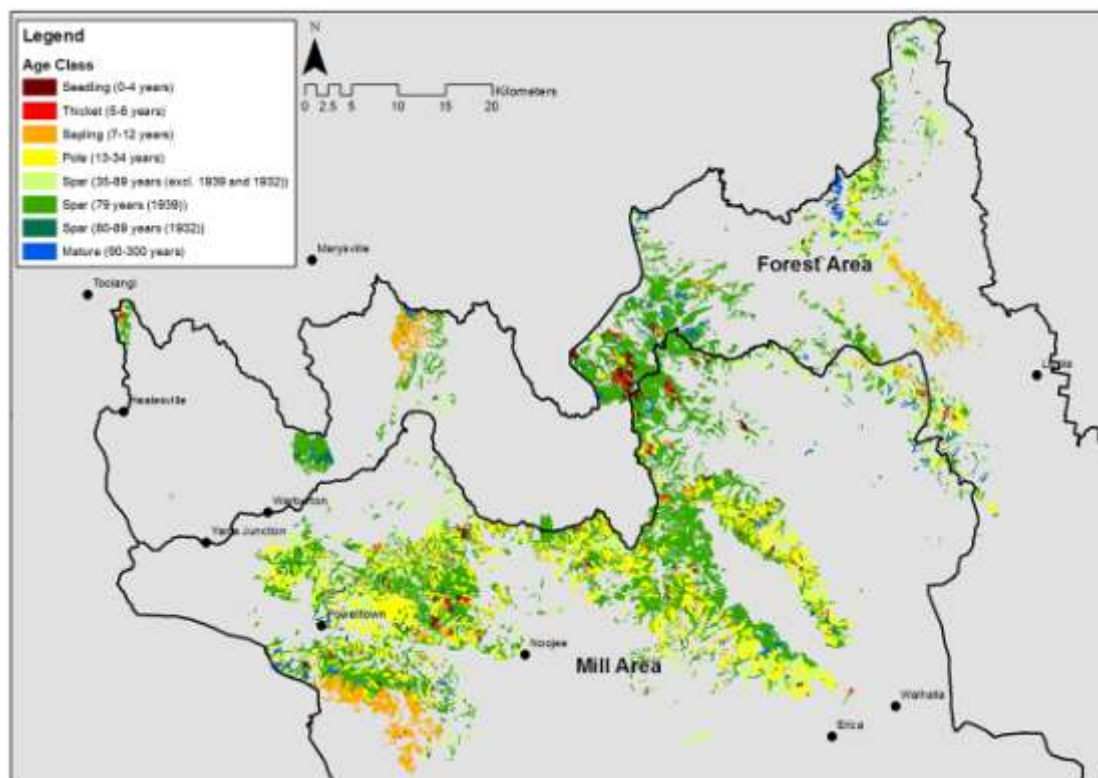 Legend
Age Class
Seedling (0-4 years)
Thicket (5-6 years)
Sapling (7-12 years)
Pole (13-34 years)
Spar (35-89 years (excl. 1939 and 1932))
Spar (79 years (1939))
Spar (80-89 years (1932))
Mature (90-300 years)
N
Kilometers
0 2.5 5 10 15 20
Marysville
Toolangi
Forest Area
Healesville
Warburton
Yarra Junction
Powelltown
Noojee
Mill Area
Walhalla
Erica